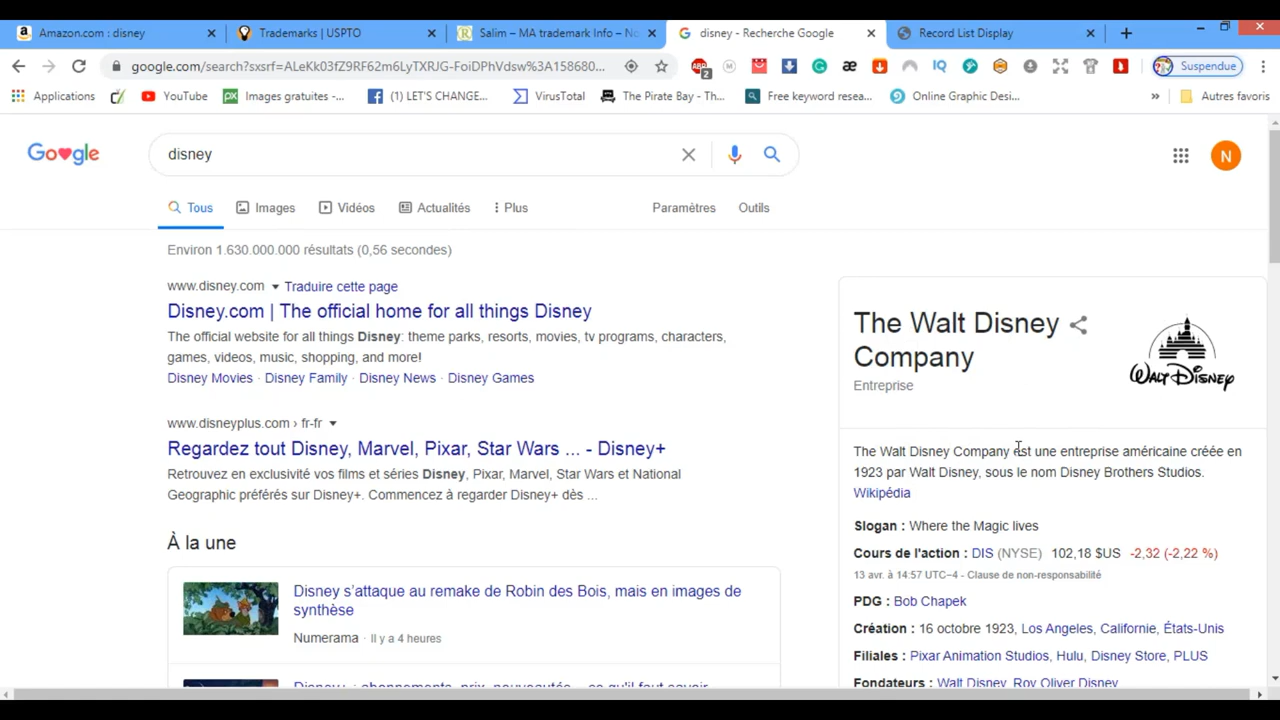 Amazon.com : disney
Trademarks | USPTO
Salim – MA trademark Info – No
disney - Recherche Google
Record List Display
google.com/search?sxsrf=ALeKk03fZ9RF62m6LyTXRJG-FoiDPhVdsw%3A158680...
ABP
2
IQ
Suspendue
Applications
YouTube
Images gratuites -...
(1) LET'S CHANGE...
VirusTotal
The Pirate Bay - Th...
Free keyword resea...
Online Graphic Desi...
»
Autres favoris
Google
disney
N
Tous
Images
Vidéos
Actualités
Plus
Paramètres
Outils
Environ 1.630.000.000 résultats (0,56 secondes)
www.disney.com ▾ Traduire cette page
Disney.com | The official home for all things Disney
The official website for all things Disney: theme parks, resorts, movies, tv programs, characters,
games, videos, music, shopping, and more!
Disney Movies · Disney Family · Disney News · Disney Games
www.disneyplus.com › fr-fr ▾
Regardez tout Disney, Marvel, Pixar, Star Wars ... - Disney+
Retrouvez en exclusivité vos films et séries Disney, Pixar, Marvel, Star Wars et National
Geographic préférés sur Disney+. Commencez à regarder Disney+ dès ...
À la une
Disney s'attaque au remake de Robin des Bois, mais en images de
synthèse
Numerama · Il y a 4 heures
Disney+ : abonnements, prix, nouveautés... ce qu'il faut savoir
The Walt Disney
Company
Entreprise
WALT DISNEY
The Walt Disney Company est une entreprise américaine créée en
1923 par Walt Disney, sous le nom Disney Brothers Studios.
Wikipédia
Slogan : Where the Magic lives
Cours de l'action : DIS (NYSE) 102,18 $US -2,32 (-2,22 %)
13 avr. à 14:57 UTC−4 - Clause de non-responsabilité
PDG : Bob Chapek
Création : 16 octobre 1923, Los Angeles, Californie, États-Unis
Filiales : Pixar Animation Studios, Hulu, Disney Store, PLUS
Fondateurs : Walt Disney, Roy Oliver Disney